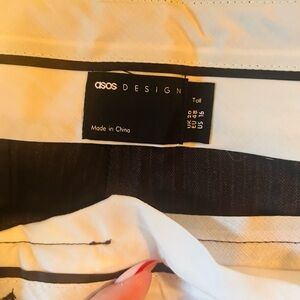 asos DESIGN
Tall
UK 20
EU 48
US 16
Made in China